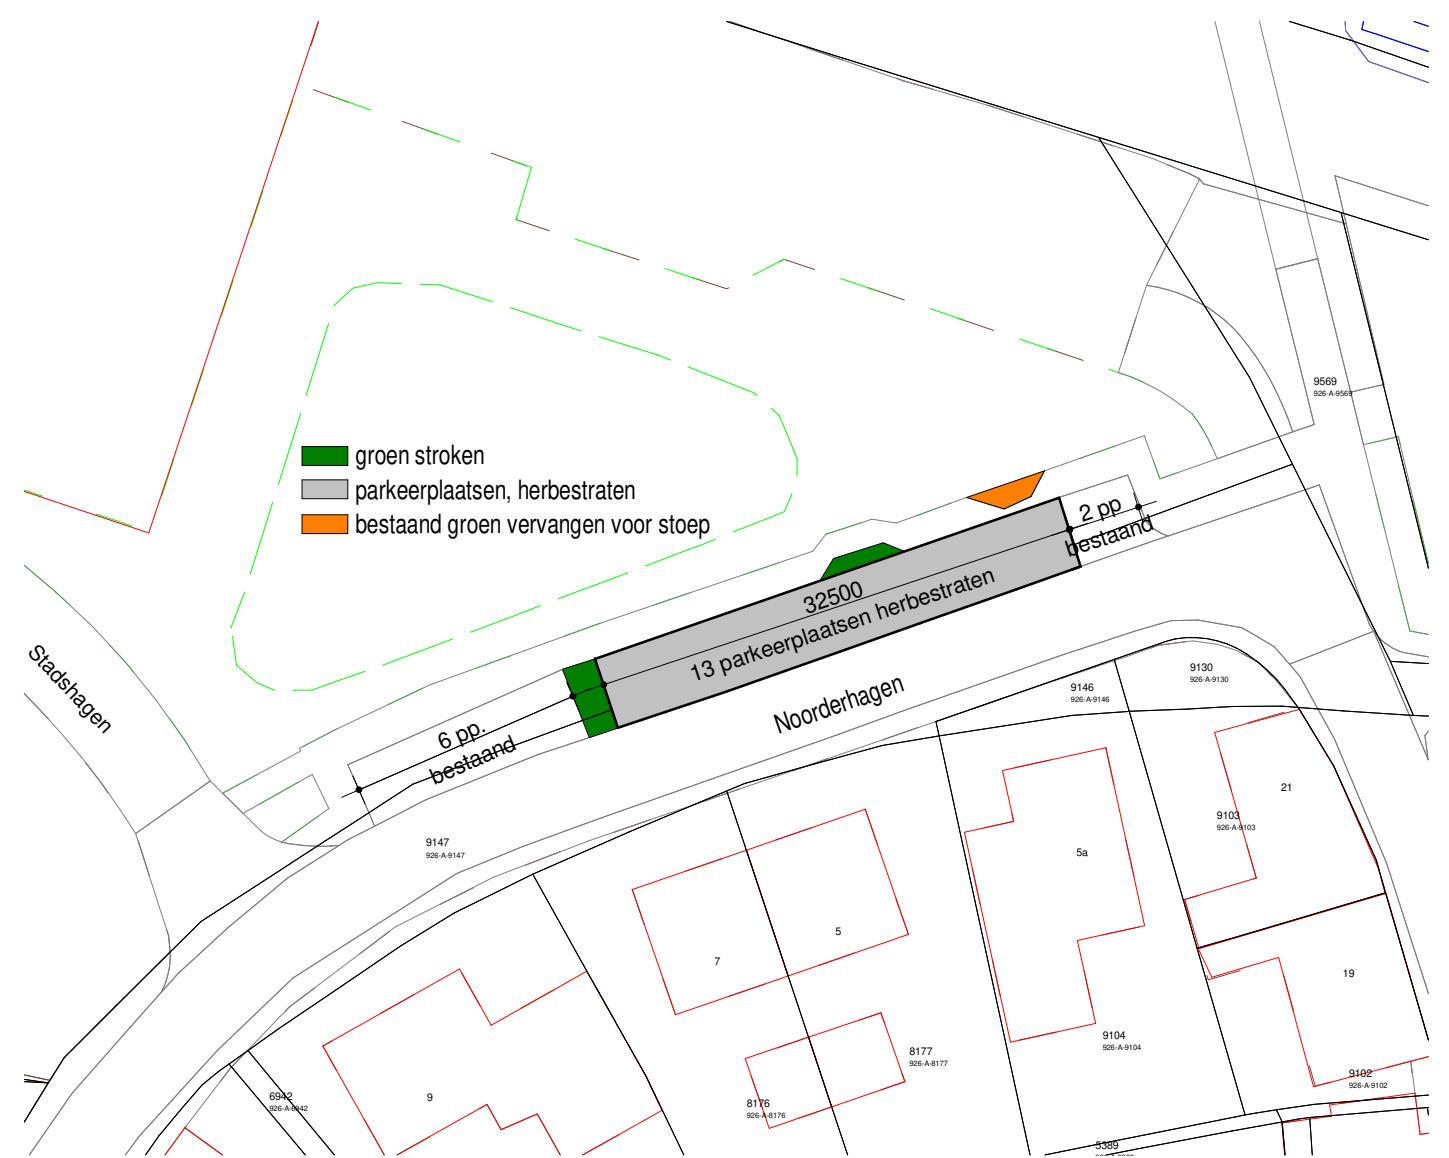 9569
926-A-9569
groen stroken
parkeerplaatsen, herbestraten
bestaand groen vervangen voor stoep
2 pp
bestaand
32500
13 parkeerplaatsen herbestraten
Stadshagen
6 pp.
bestaand
Noorderhagen
9146
926-A-9146
9130
926-A-9130
9147
926-A-9147
21
9103
926-A-9103
5a
5
7
19
9104
926-A-9104
8177
926-A-8177
9102
926-A-9102
6942
926-A-6942
9
8176
926-A-8176
5389